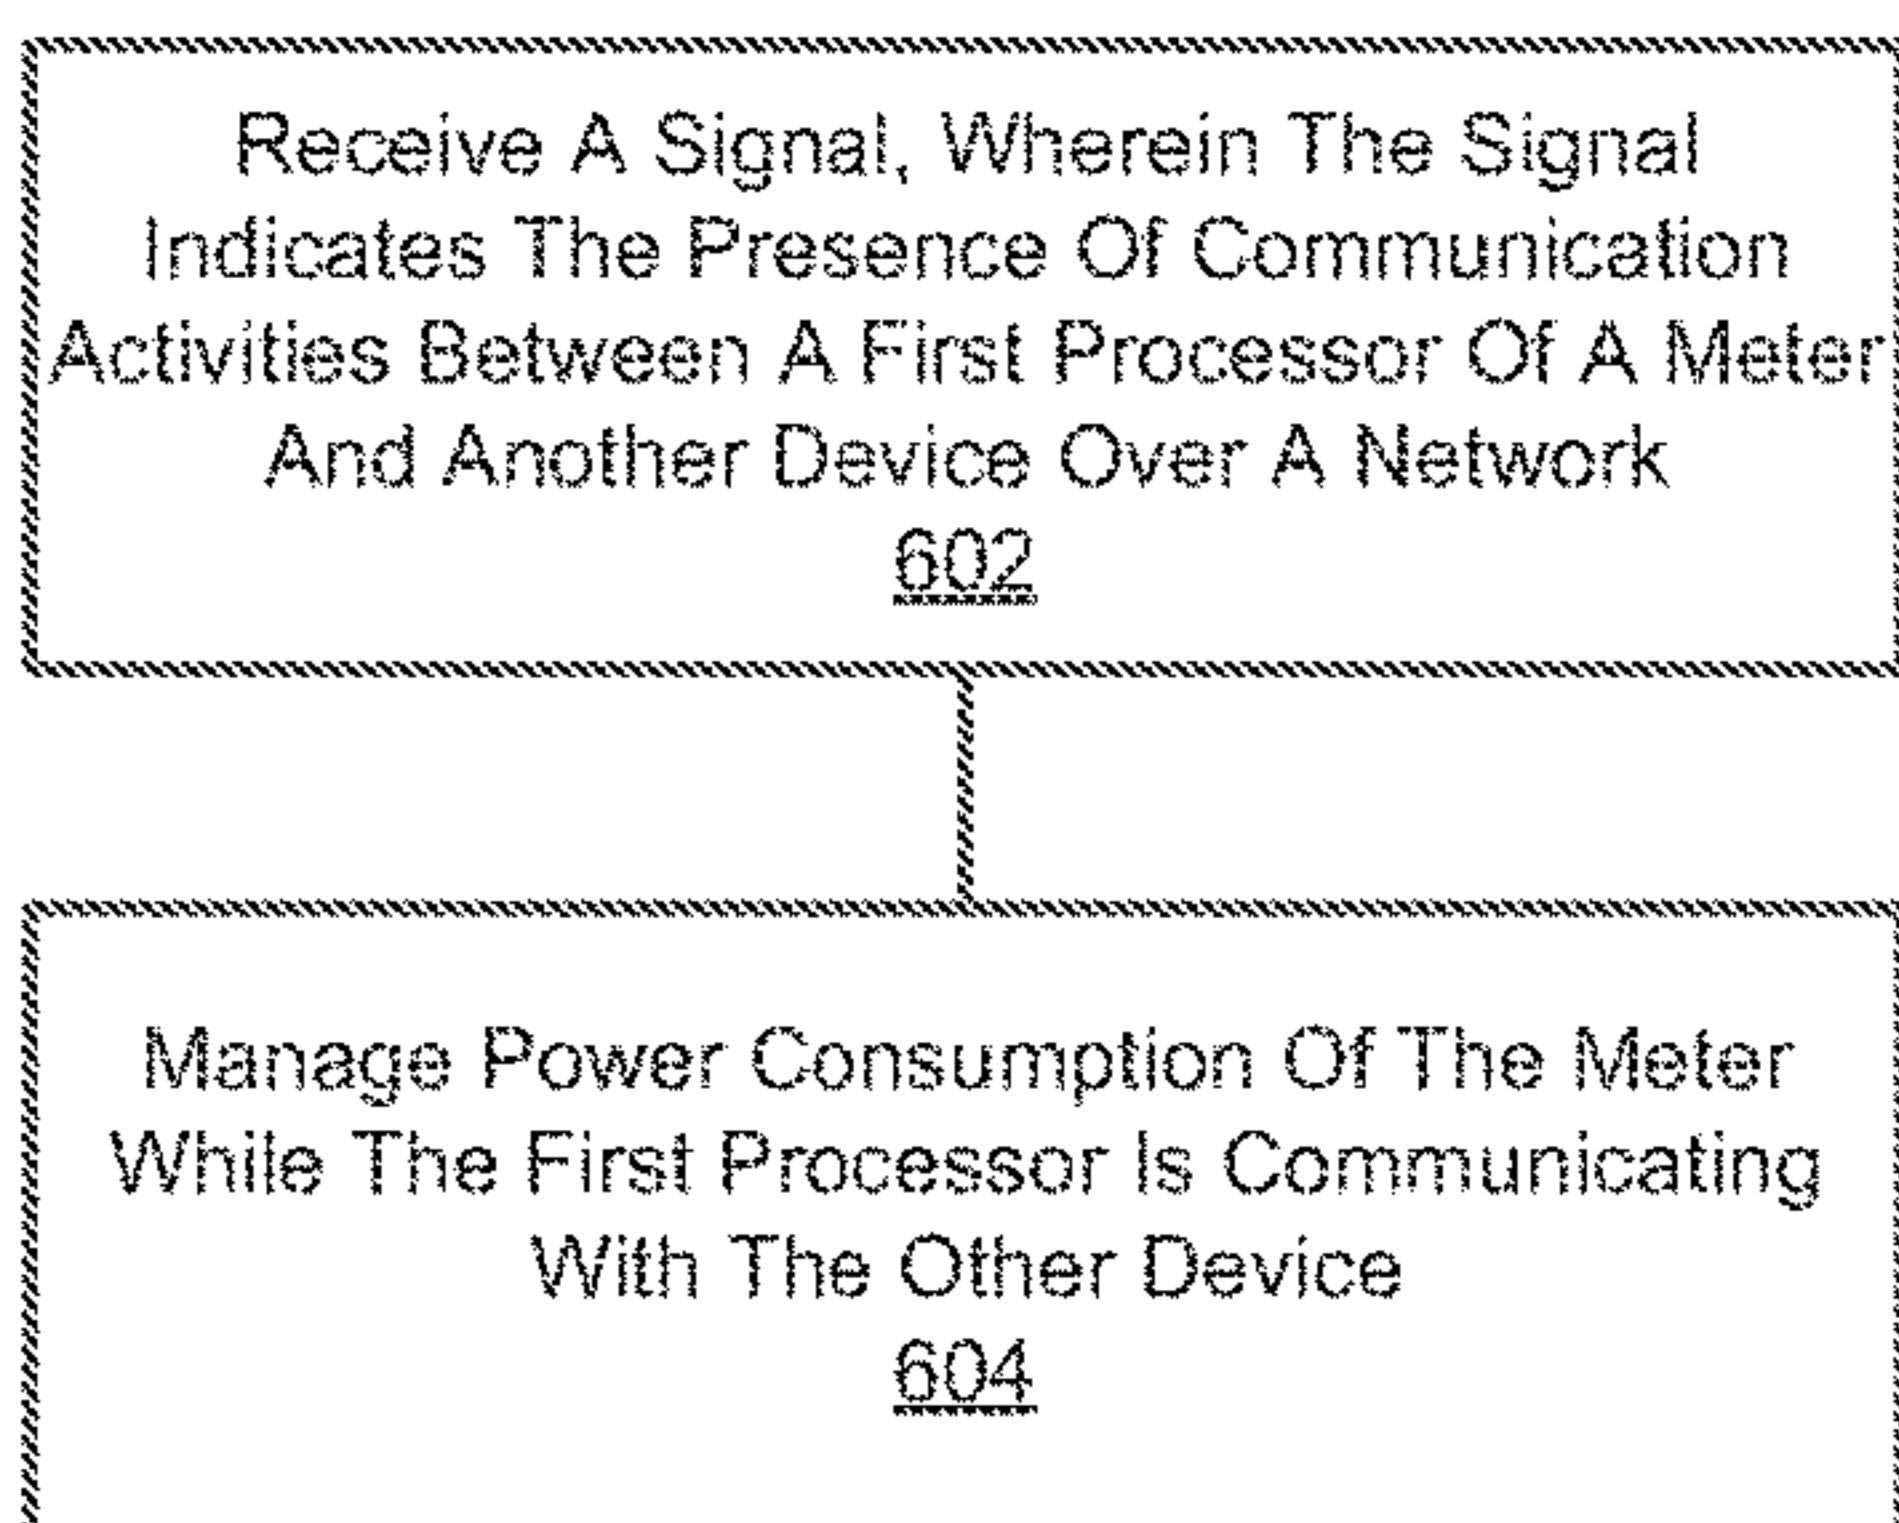 Receive A Signal, Wherein The Signal
Indicates The Presence Of Communication
Activities Between A First Processor Of A Meter
And Another Device Over A Network
602
Manage Power Consumption Of The Meter
While The First Processor Is Communicating
With The Other Device
604